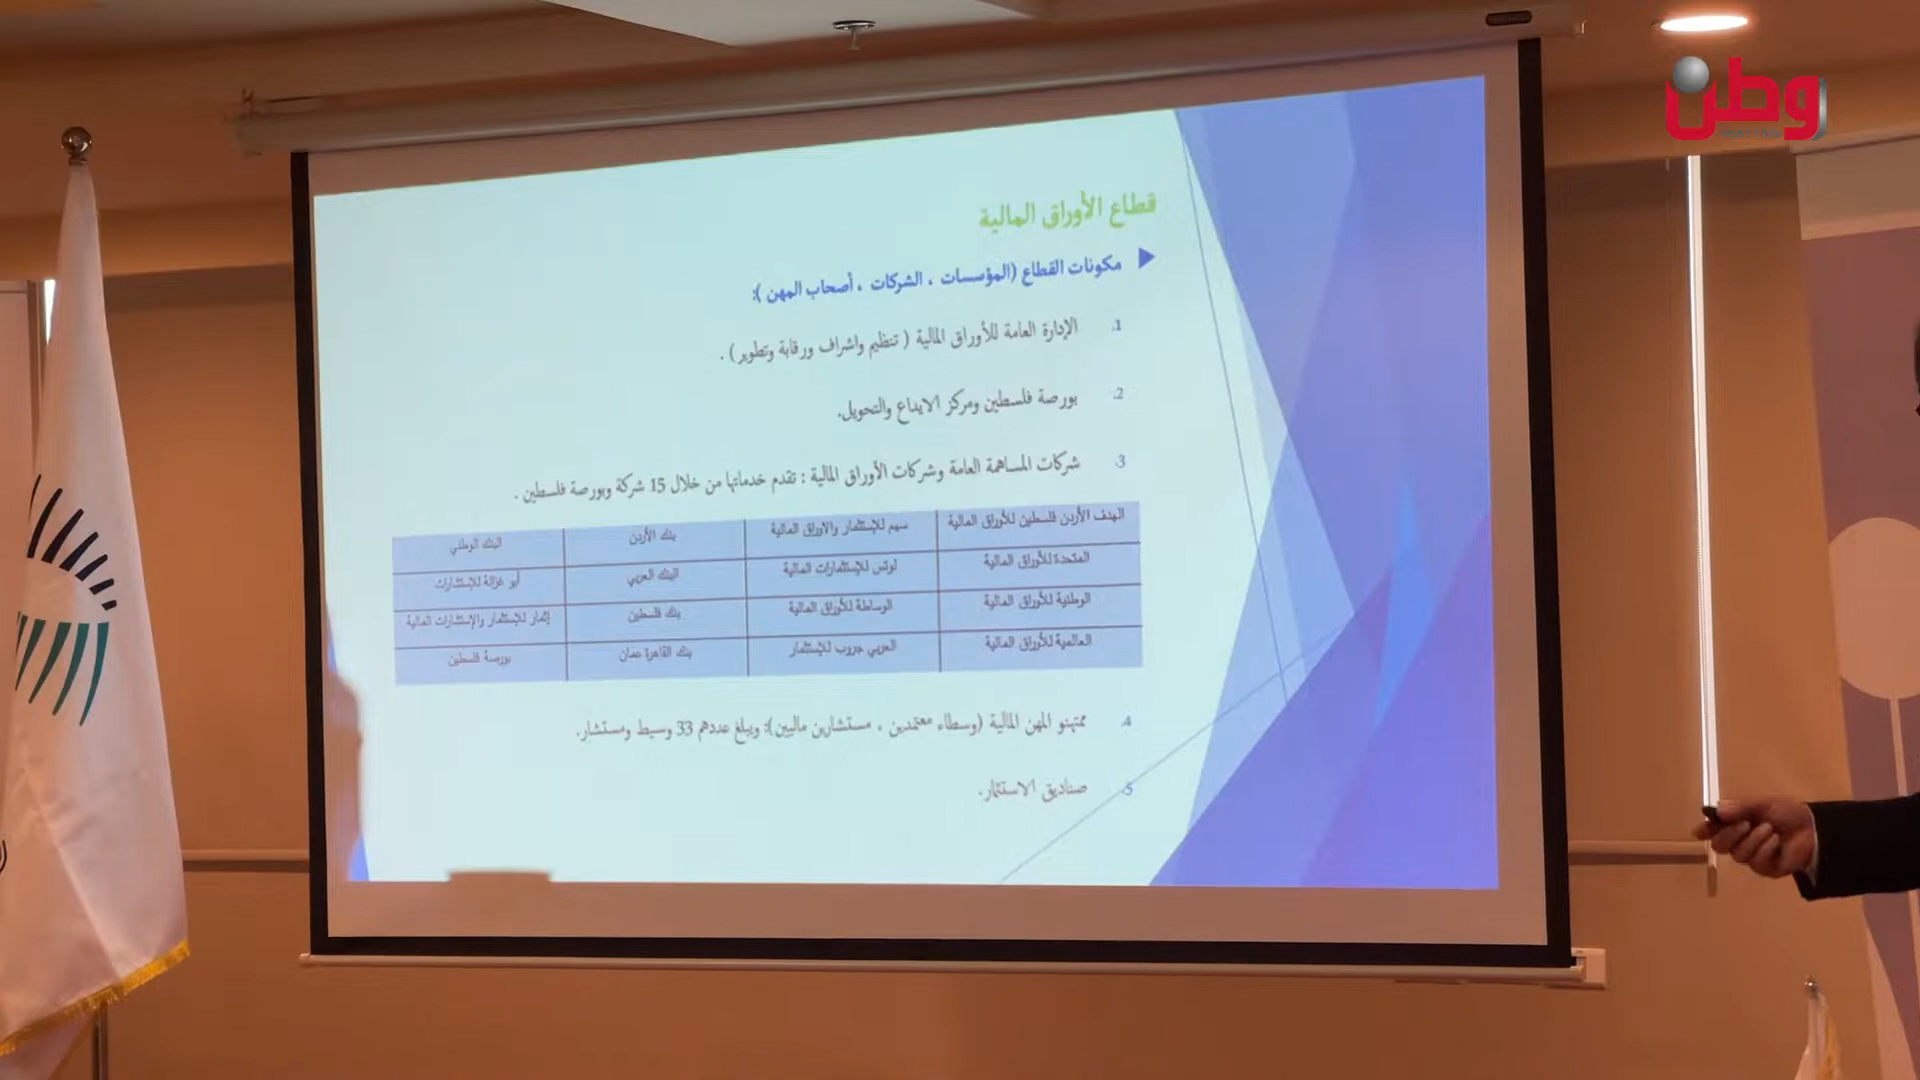 وطن
قطاع الأوراق المالية
مكونات القطاع (المؤسسات ، الشركات ، أصحاب المهن ):
1. الإدارة العامة للأوراق المالية ( تنظيم واشراف ورقابة وتطوير) .
2. بورصة فلسطين ومركز الايداع والتحويل.
3. شركات المساهمة العامة وشركات الأوراق المالية : تقدم خدماتها من خلال 15 شركة وبورصة فلسطين .
الهدف الأردن فلسطين للأوراق المالية سهم للإستثمار والاوراق المالية بنك الأردن البنك الوطني
المتحدة للأوراق المالية لوتس للإستثمارات المالية البنك العربي أبو غزالة للإستشارات
الوطنية للأوراق المالية الوساطة للأوراق المالية بنك فلسطين إثمار للإستثمار والإستشارات المالية
العالمية للأوراق المالية العربي جروب للإستثمار بنك القاهرة عمان بورصة فلسطين
4. ممتهنو المهن المالية (وسطاء معتمدين ، مستشارين ماليين): ويبلغ عددهم 33 وسيط ومستشار.
5. صناديق الاستثمار.